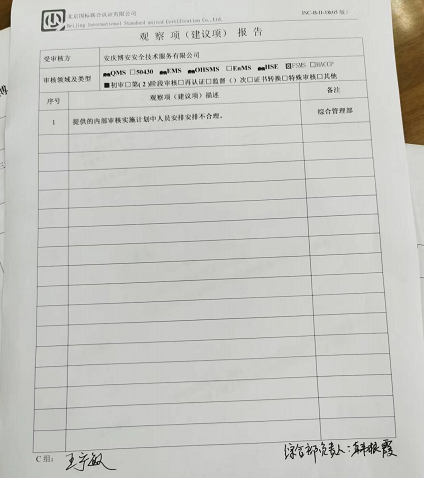 北京国标联合认证有限公司
Beijing International Standard united Certification Co.,Ltd.
观 察 项（建议项）报 告
受审核方 安庆博安安全技术服务有限公司
审核领域及类型 QMS □50430 EMS OHSMS □EnMS HSE FSMS □HACCP
■初审□第( 2 )阶段审核□再认证□监督（）次□证书转换□特殊审核□其他
序号 观察项（建议项）描述 备注
1 提供的内部审核实施计划中人员安排安排不合理。 综合管理部
C 组： 王宇敏 综合部负责人：